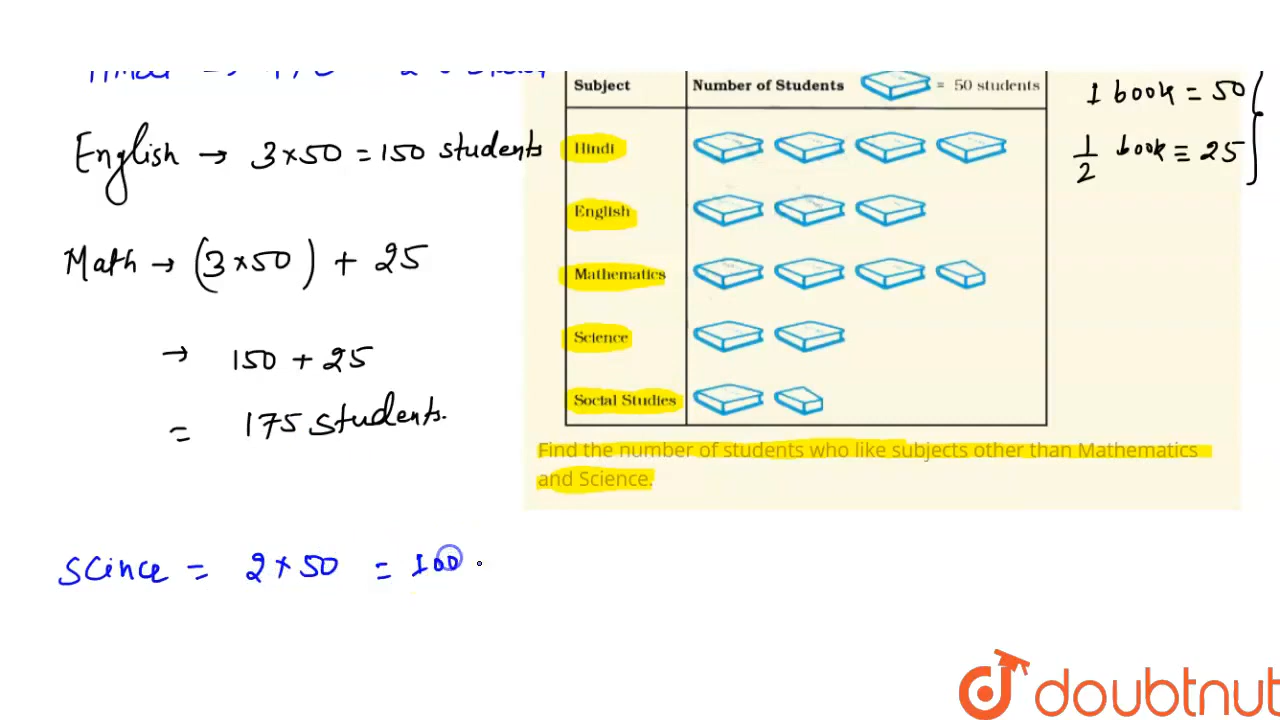 Subject Number of Students = 50 students
Hindi
English
Mathematics
Science
Social Studies
Find the number of students who like subjects other than Mathematics
and Science.
1 book = 50
1/2 book = 25
English → 3×50 = 150 students
Math → (3×50) + 25
→ 150 + 25
= 175 students.
Scince = 2×50 = 100
doubtnut